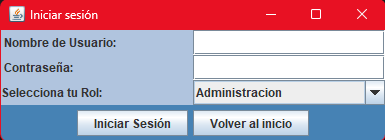 Iniciar sesión
Nombre de Usuario:
Contraseña:
Selecciona tu Rol: Administracion
Iniciar Sesión Volver al inicio